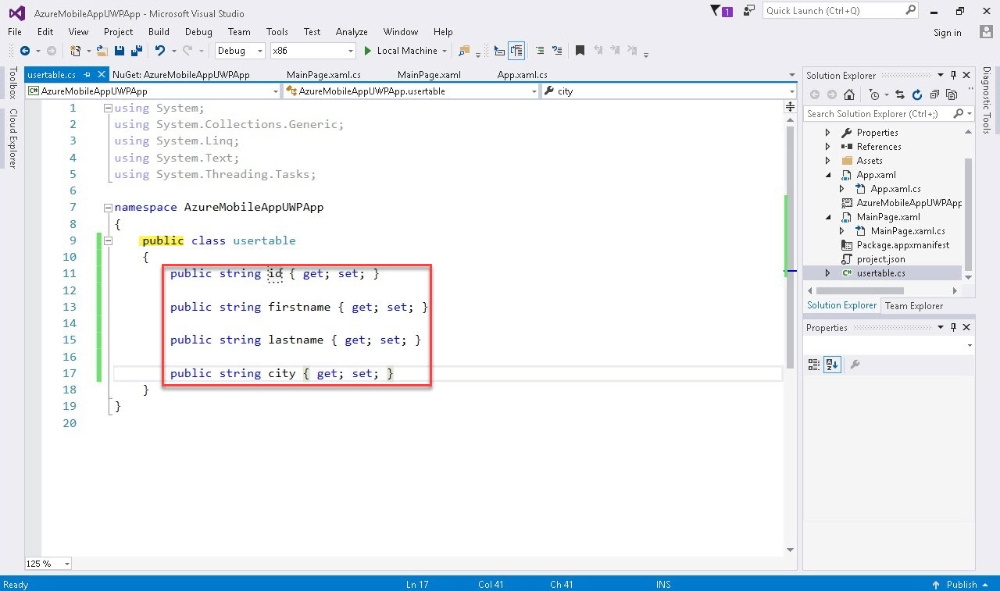 AzureMobileAppUWPApp - Microsoft Visual Studio
1
Quick Launch (Ctrl+Q)
File Edit View Project Build Debug Team Tools Test Analyze Window Help
Sign in
Debug x86 Local Machine
Toolbox
Cloud Explorer
usertable.cs NuGet: AzureMobileAppUWPApp MainPage.xaml.cs MainPage.xaml App.xaml.cs
AzureMobileAppUWPApp AzureMobileAppUWPApp.usertable city
1 using System;
2 using System.Collections.Generic;
3 using System.Linq;
4 using System.Text;
5 using System.Threading.Tasks;
6
7 namespace AzureMobileAppUWPApp
8 {
9 public class usertable
10 {
11 public string id { get; set; }
12
13 public string firstname { get; set; }
14
15 public string lastname { get; set; }
16
17 public string city { get; set; }
18 }
19 }
20
125 %
Solution Explorer
Search Solution Explorer (Ctrl+;)
Properties
References
Assets
App.xaml
App.xaml.cs
AzureMobileAppUWPApp
MainPage.xaml
MainPage.xaml.cs
Package.appxmanifest
project.json
usertable.cs
Solution Explorer Team Explorer
Properties
Diagnostic Tools
Ready Ln 17 Col 41 Ch 41 INS Publish